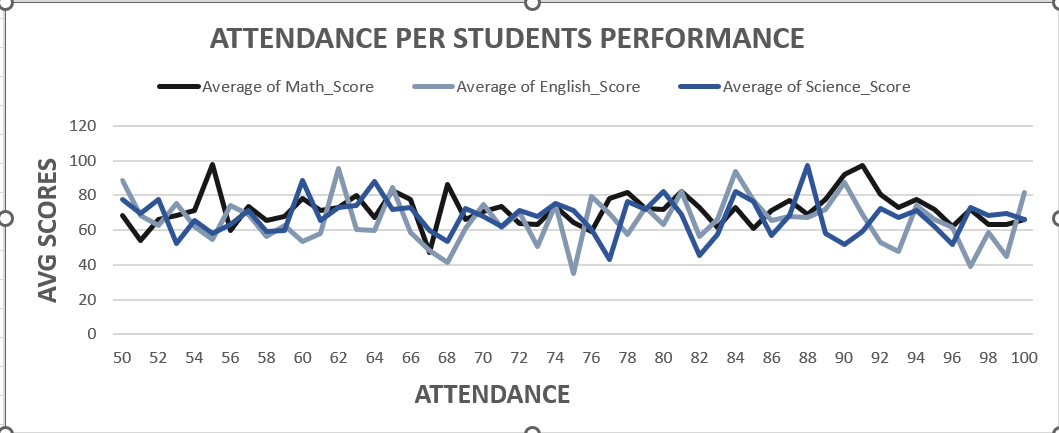 ATTENDANCE PER STUDENTS PERFORMANCE
Average of Math_Score Average of English_Score Average of Science_Score
120
100
80
60
40
20
0
AVG SCORES
50 52 54 56 58 60 62 64 66 68 70 72 74 76 78 80 82 84 86 88 90 92 94 96 98 100
ATTENDANCE